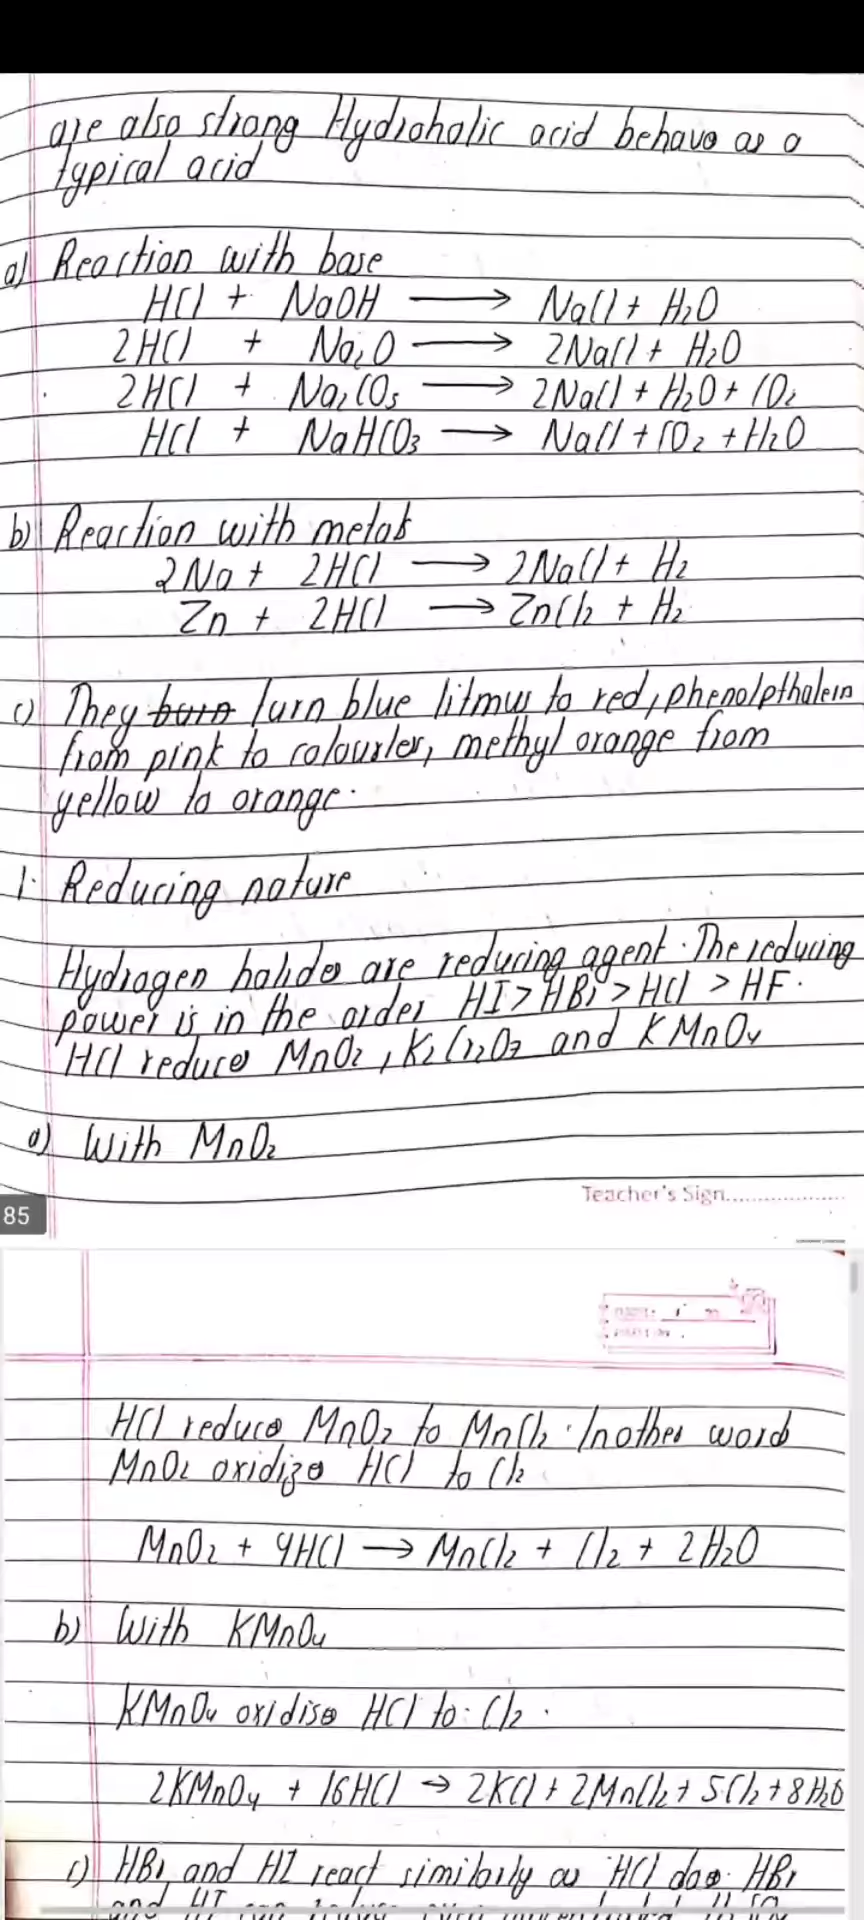 are also strong Hydrohalic acid behave as a
typical acid
a) Reaction with base
HCl + NaOH → NaCl + H2O
2HCl + Na2O → 2NaCl + H2O
2HCl + Na2CO3 → 2NaCl + H2O + CO2
HCl + NaHCO3 → NaCl + CO2 + H2O
b) Reaction with metals
2Na + 2HCl → 2NaCl + H2
Zn + 2HCl → ZnCl2 + H2
c) They burn turn blue litmus to red, phenolpthalein
from pink to colourles, methyl orange from
yellow to orange.
1. Reducing nature
Hydrogen halides are reducing agent. The reducing
power is in the order HI > HBr > HCl > HF.
HCl reduce MnO2, K2Cr2O7 and KMnO4
a) With MnO2
Teacher's Sign....................
85
HCl reduce MnO2 to MnCl2. In other words
MnO2 oxidize HCl to Cl2
MnO2 + 4HCl → MnCl2 + Cl2 + 2H2O
b) With KMnO4
KMnO4 oxidise HCl to Cl2.
2KMnO4 + 16HCl → 2KCl + 2MnCl2 + 5Cl2 + 8H2O
c) HBr and HI react similarly as HCl does. HBr
and HI can